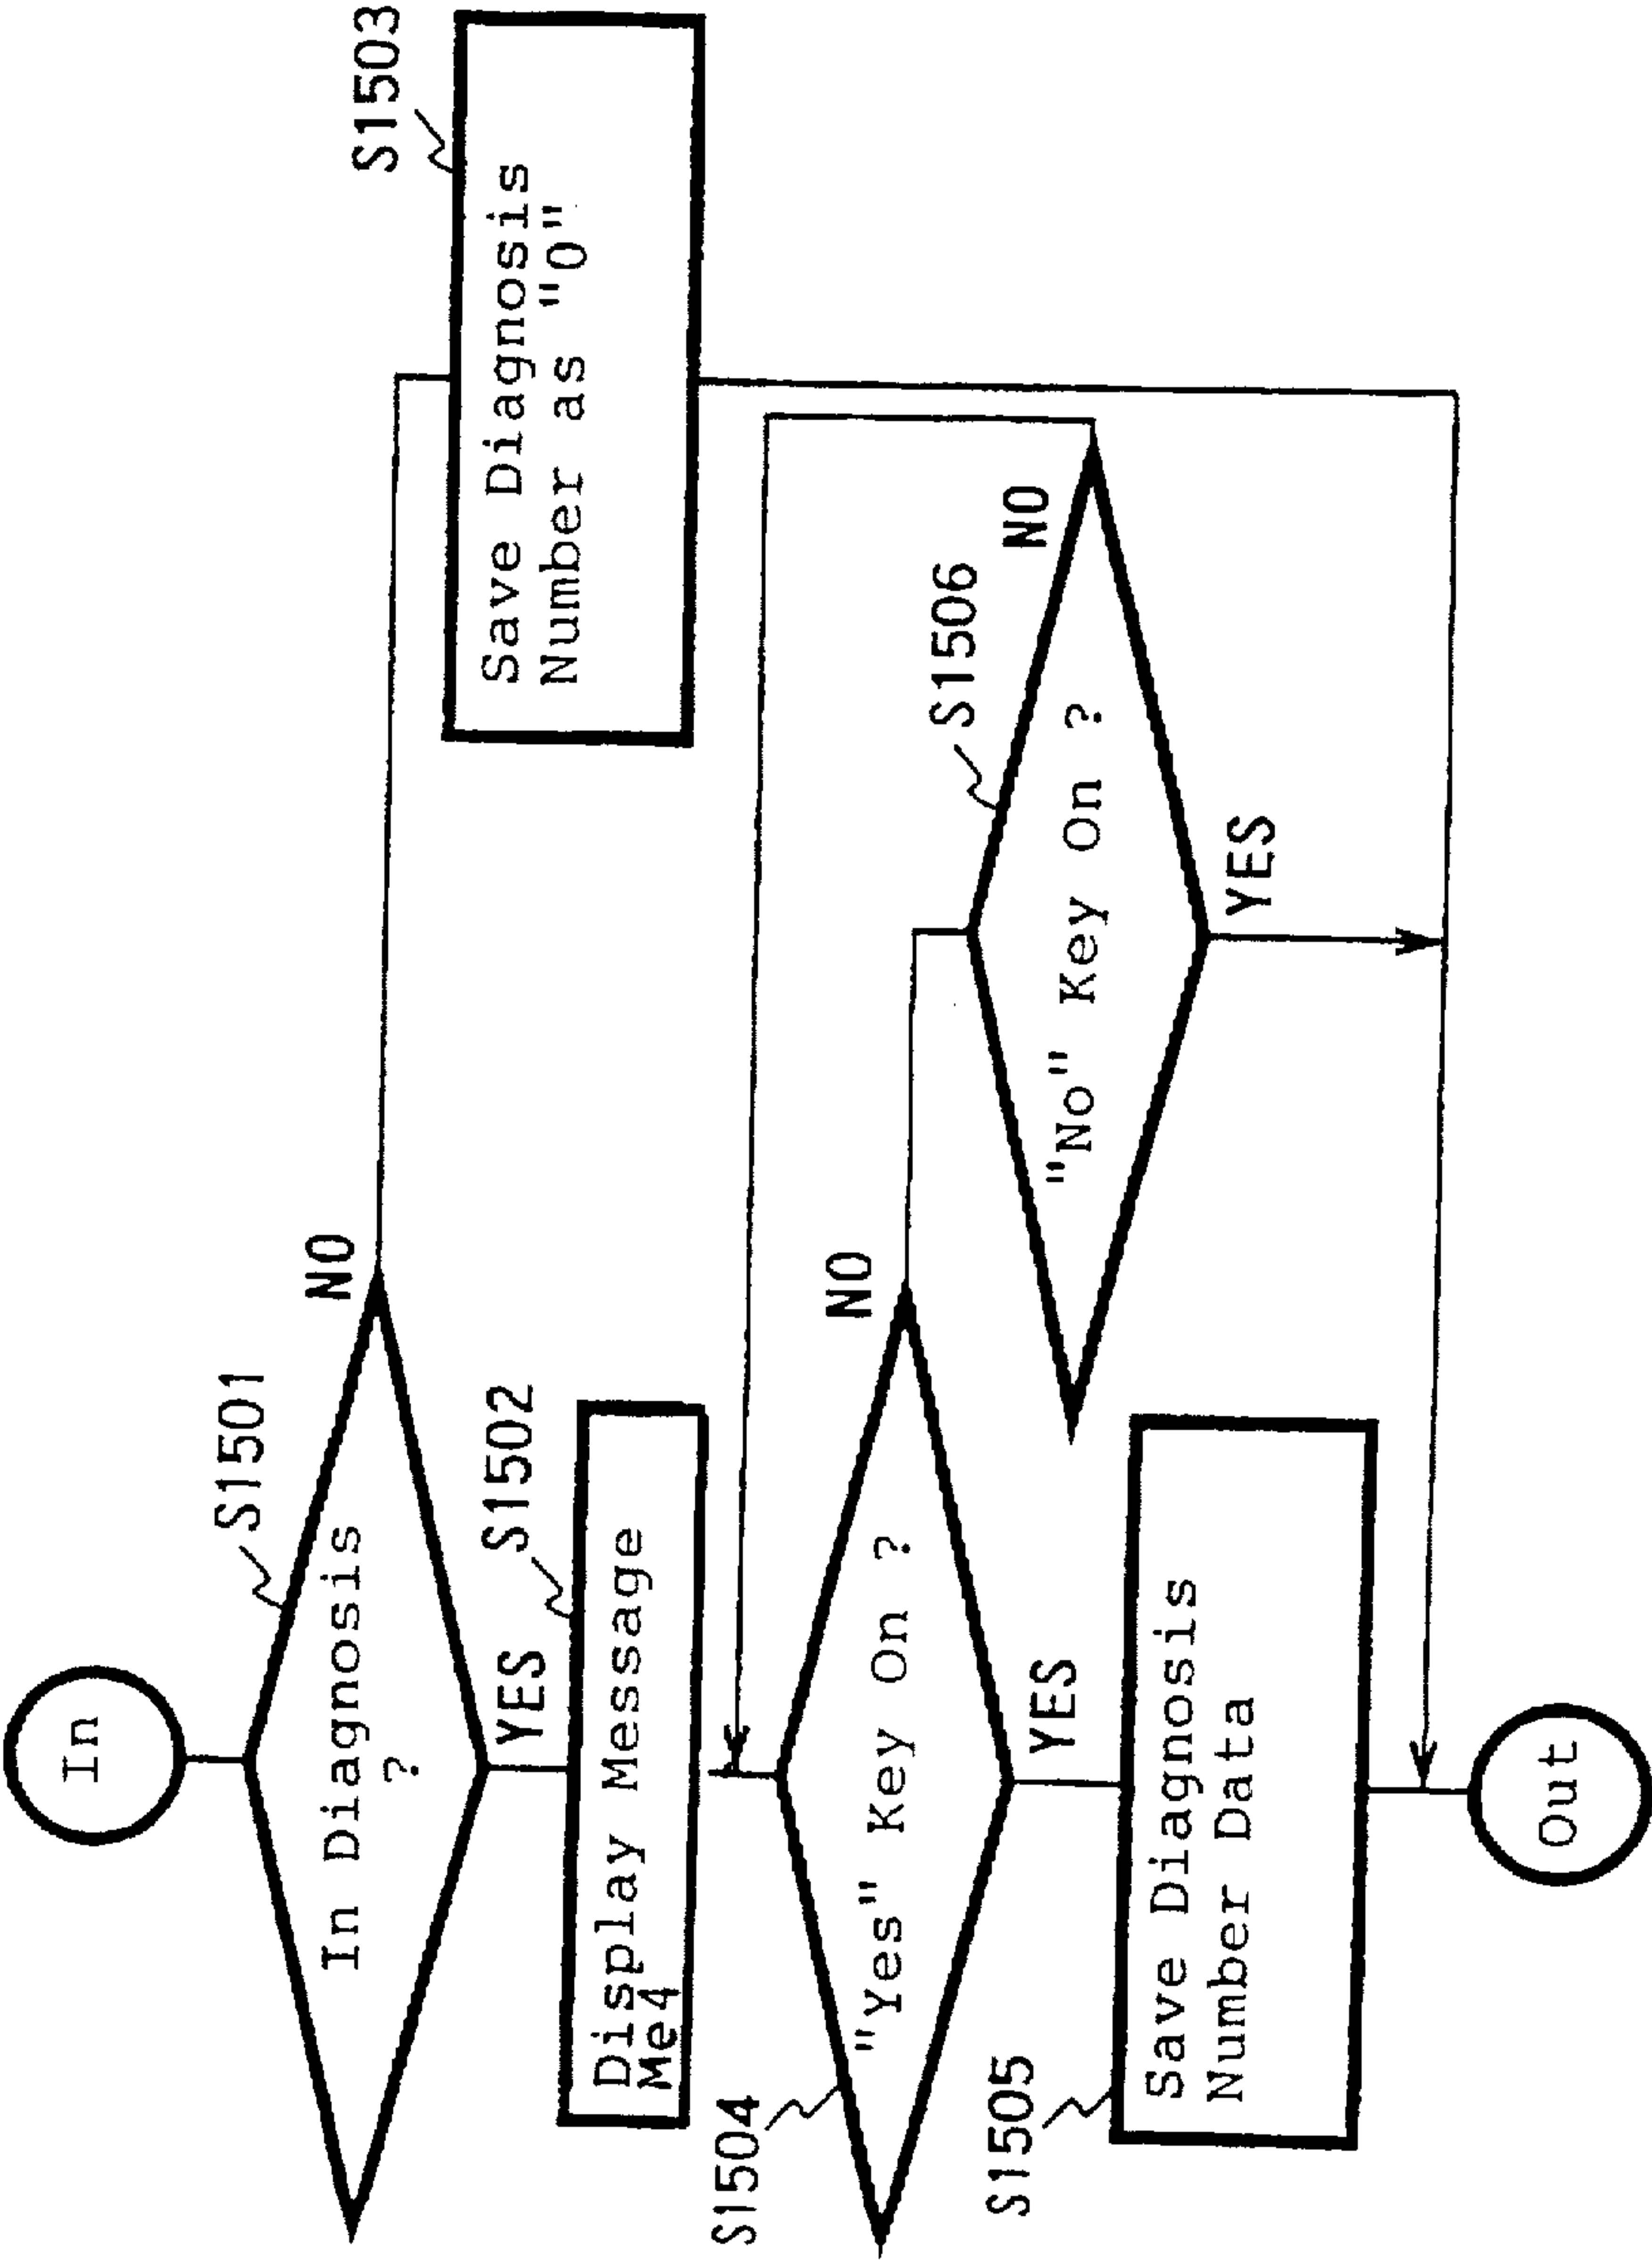 In
S1501
In Diagnosis
?
NO
YES
S1502
Display Message
Me4
S1503
Save Diagnosis
Number as "0"
S1504
"Yes" Key On ?
NO
YES
S1506
"No" Key On ?
NO
YES
S1505
Save Diagnosis
Number Data
Out